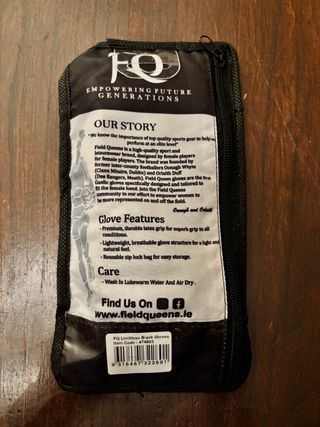 FQ
EMPOWERING FUTURE
GENERATIONS
OUR STORY
know the importance of top quality sports gear to help us
perform at an elite level"
Field Queens is a high-quality sport and
leisurewear brand, designed by female players
for female players. The brand was founded by
former inter-county footballers Oonagh Whyte
(Clann Mhuire, Dublin) and Orlaith Duff
(Dee Rangers, Meath). Field Queen gloves are the first
Gaelic gloves specifically designed and tailored to
fit the female hand. Join the Field Queens
community in our effort to empower women to
be more represented on and off the field.
Oonagh and Orlaith
Glove Features
• Premium, durable latex grip for superb grip in all
conditions.
• Lightweight, breathable glove structure for a tight and
natural feel.
• Reusable zip lock bag for easy storage.
Care
• Wash In Lukewarm Water And Air Dry.
Find Us On
www.fieldqueens.ie
FQ Limitless Black Gloves
Item Code : 474603